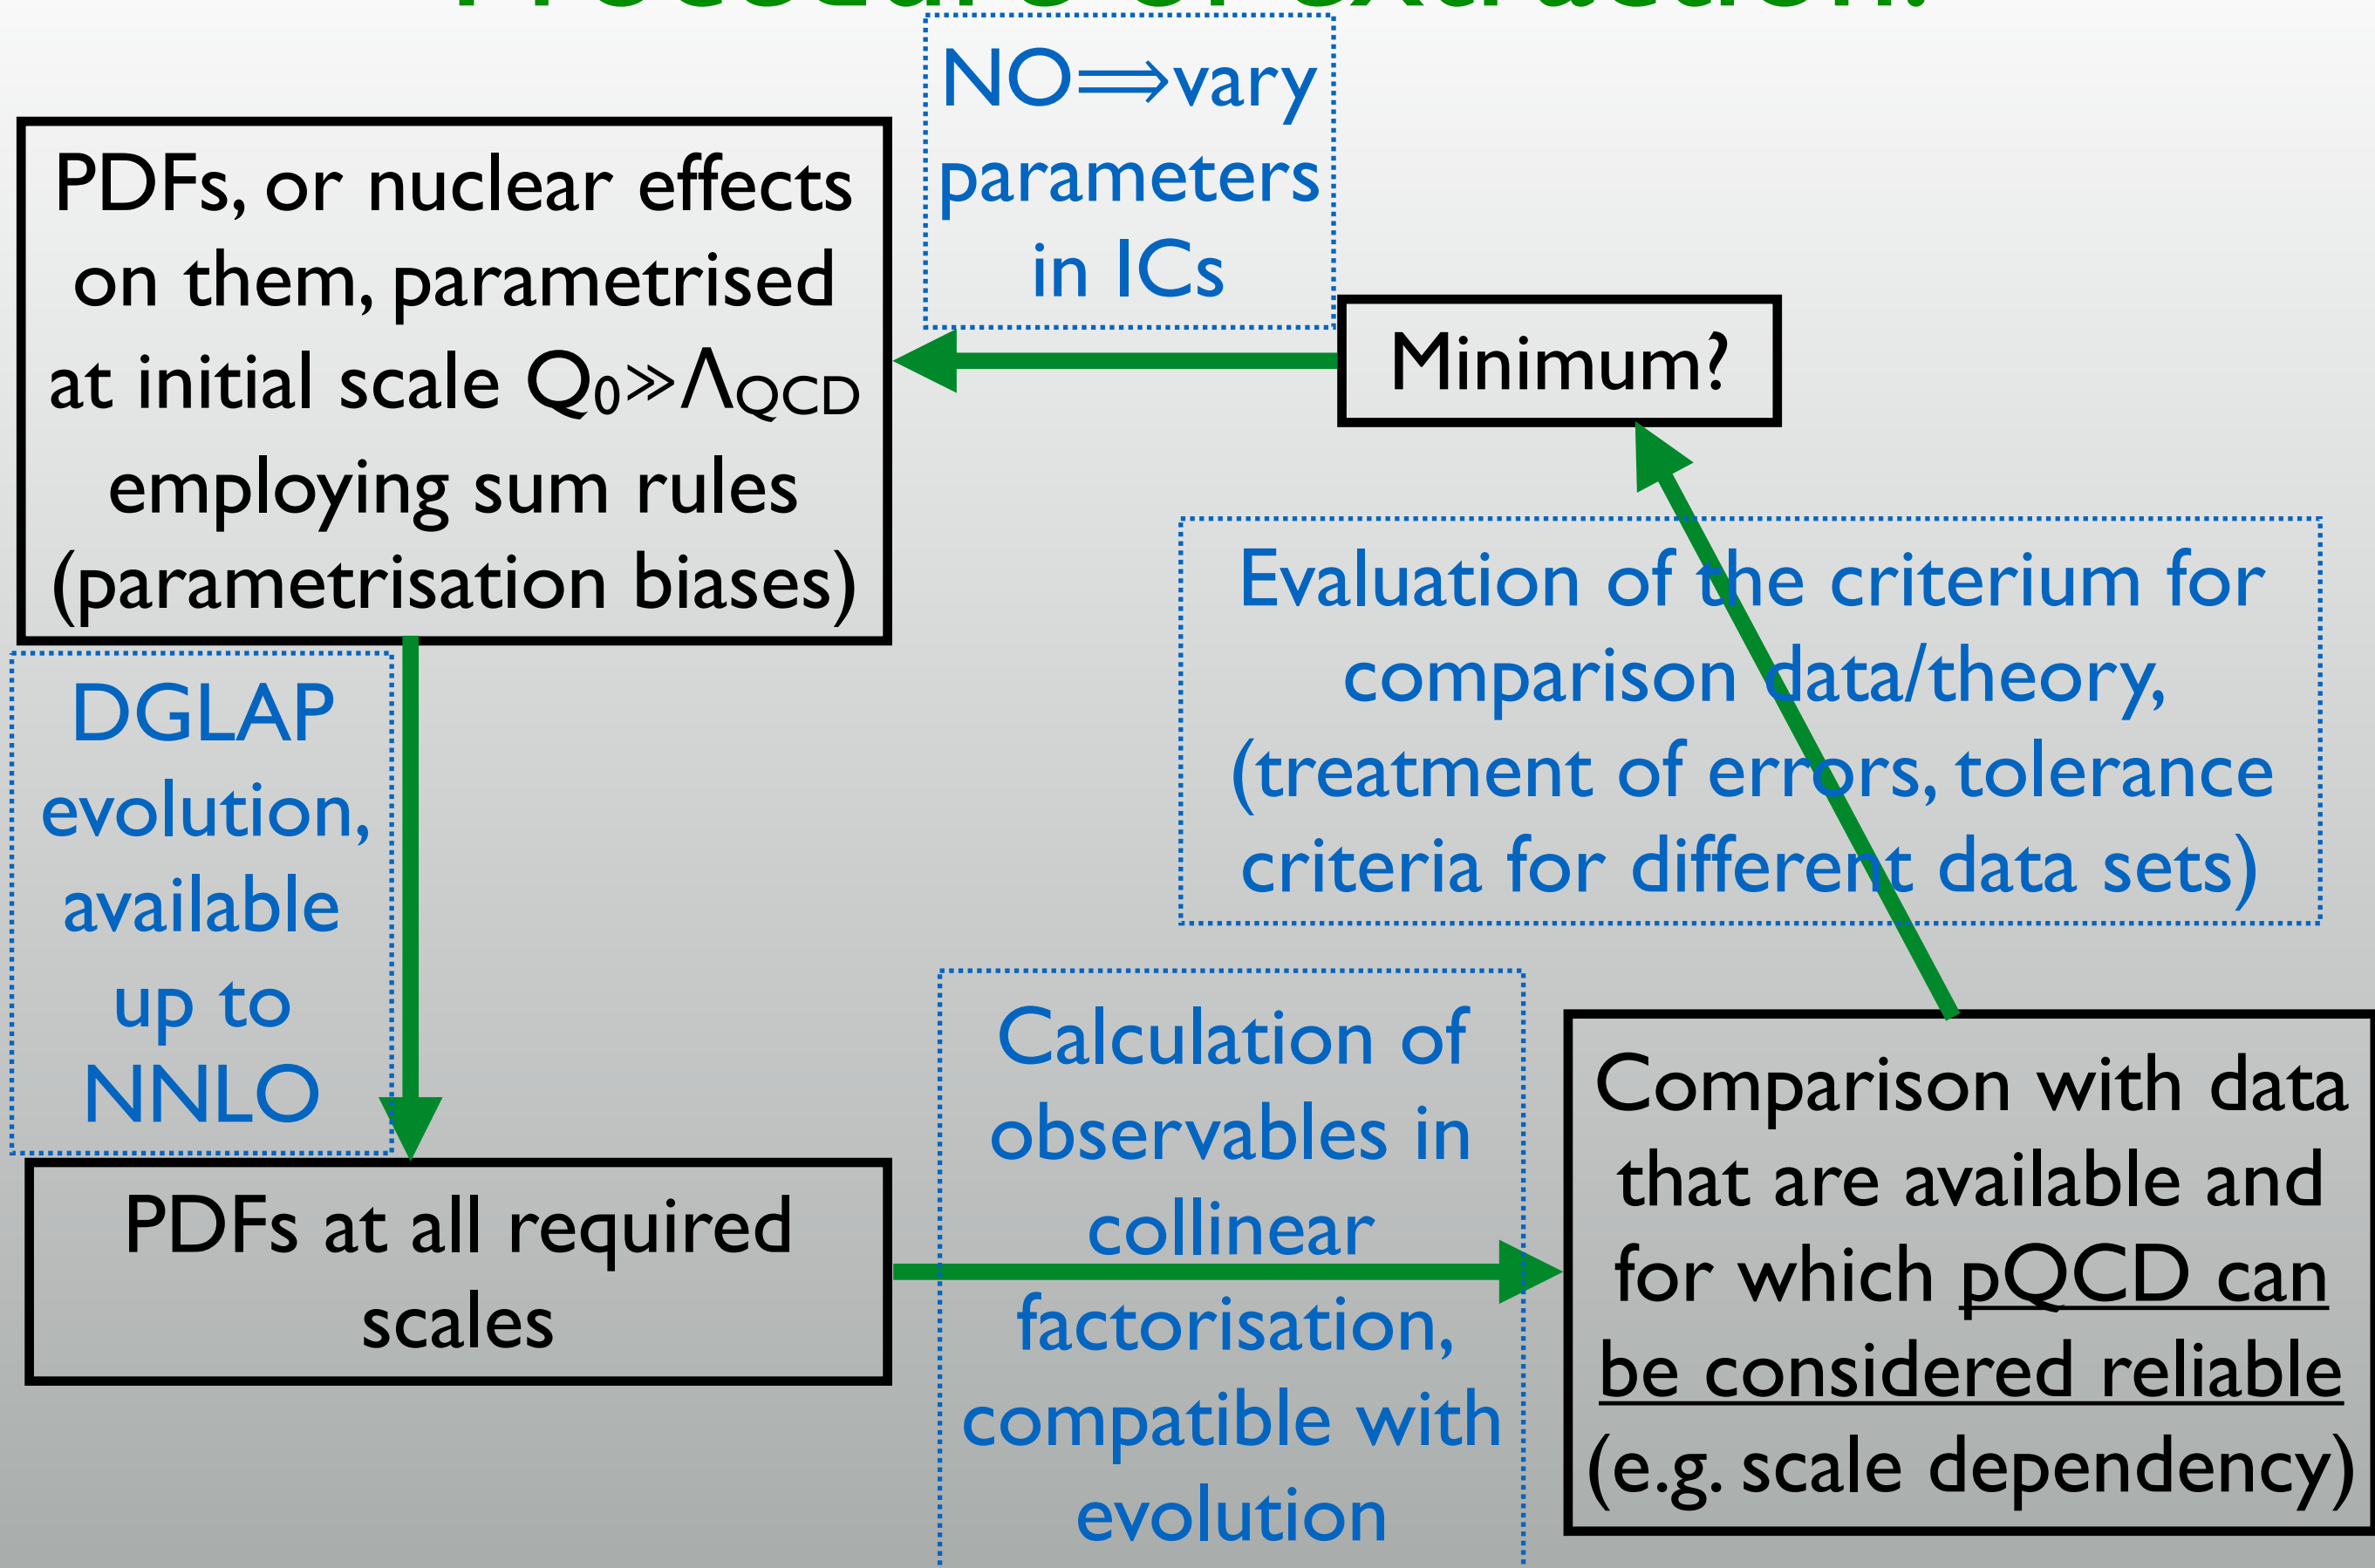 NO⟹vary
parameters
in ICs
PDFs, or nuclear effects
on them, parametrised
at initial scale Q₀≫Λ_QCD
employing sum rules
(parametrisation biases)
Minimum?
Evaluation of the criterium for
comparison data/theory,
(treatment of errors, tolerance
criteria for different data sets)
DGLAP
evolution,
available
up to
NNLO
Calculation of
observables in
collinear
factorisation,
compatible with
evolution
Comparison with data
that are available and
for which pQCD can
be considered reliable
(e.g. scale dependency)
PDFs at all required
scales